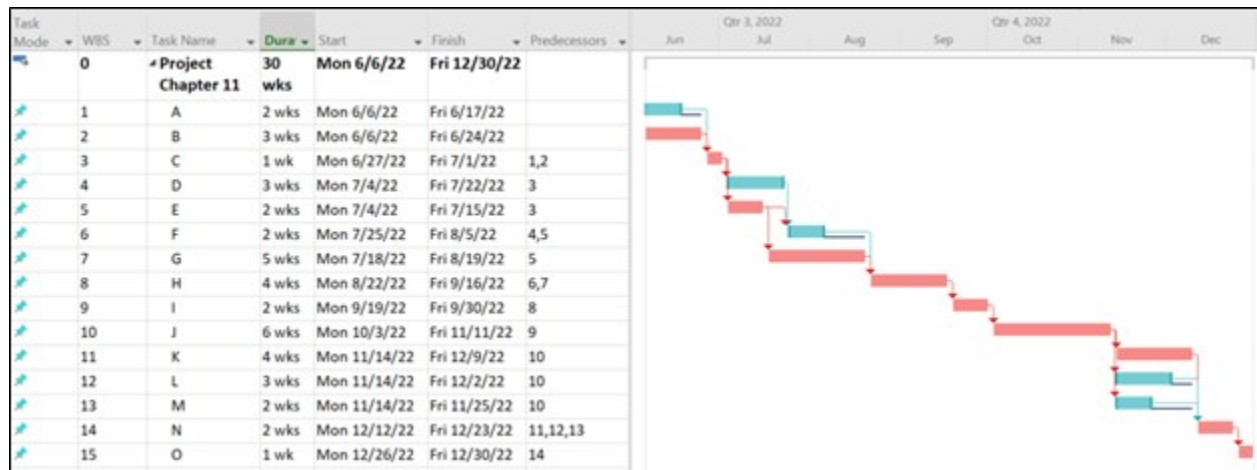 Task
Mode WBS Task Name Dura Start Finish Predecessors
Qtr 3, 2022 Qtr 4, 2022
Jun Jul Aug Sep Oct Nov Dec
0 Project Chapter 11 30 wks Mon 6/6/22 Fri 12/30/22
1 A 2 wks Mon 6/6/22 Fri 6/17/22
2 B 3 wks Mon 6/6/22 Fri 6/24/22
3 C 1 wk Mon 6/27/22 Fri 7/1/22 1,2
4 D 3 wks Mon 7/4/22 Fri 7/22/22 3
5 E 2 wks Mon 7/4/22 Fri 7/15/22 3
6 F 2 wks Mon 7/25/22 Fri 8/5/22 4,5
7 G 5 wks Mon 7/18/22 Fri 8/19/22 5
8 H 4 wks Mon 8/22/22 Fri 9/16/22 6,7
9 I 2 wks Mon 9/19/22 Fri 9/30/22 8
10 J 6 wks Mon 10/3/22 Fri 11/11/22 9
11 K 4 wks Mon 11/14/22 Fri 12/9/22 10
12 L 3 wks Mon 11/14/22 Fri 12/2/22 10
13 M 2 wks Mon 11/14/22 Fri 11/25/22 10
14 N 2 wks Mon 12/12/22 Fri 12/23/22 11,12,13
15 O 1 wk Mon 12/26/22 Fri 12/30/22 14